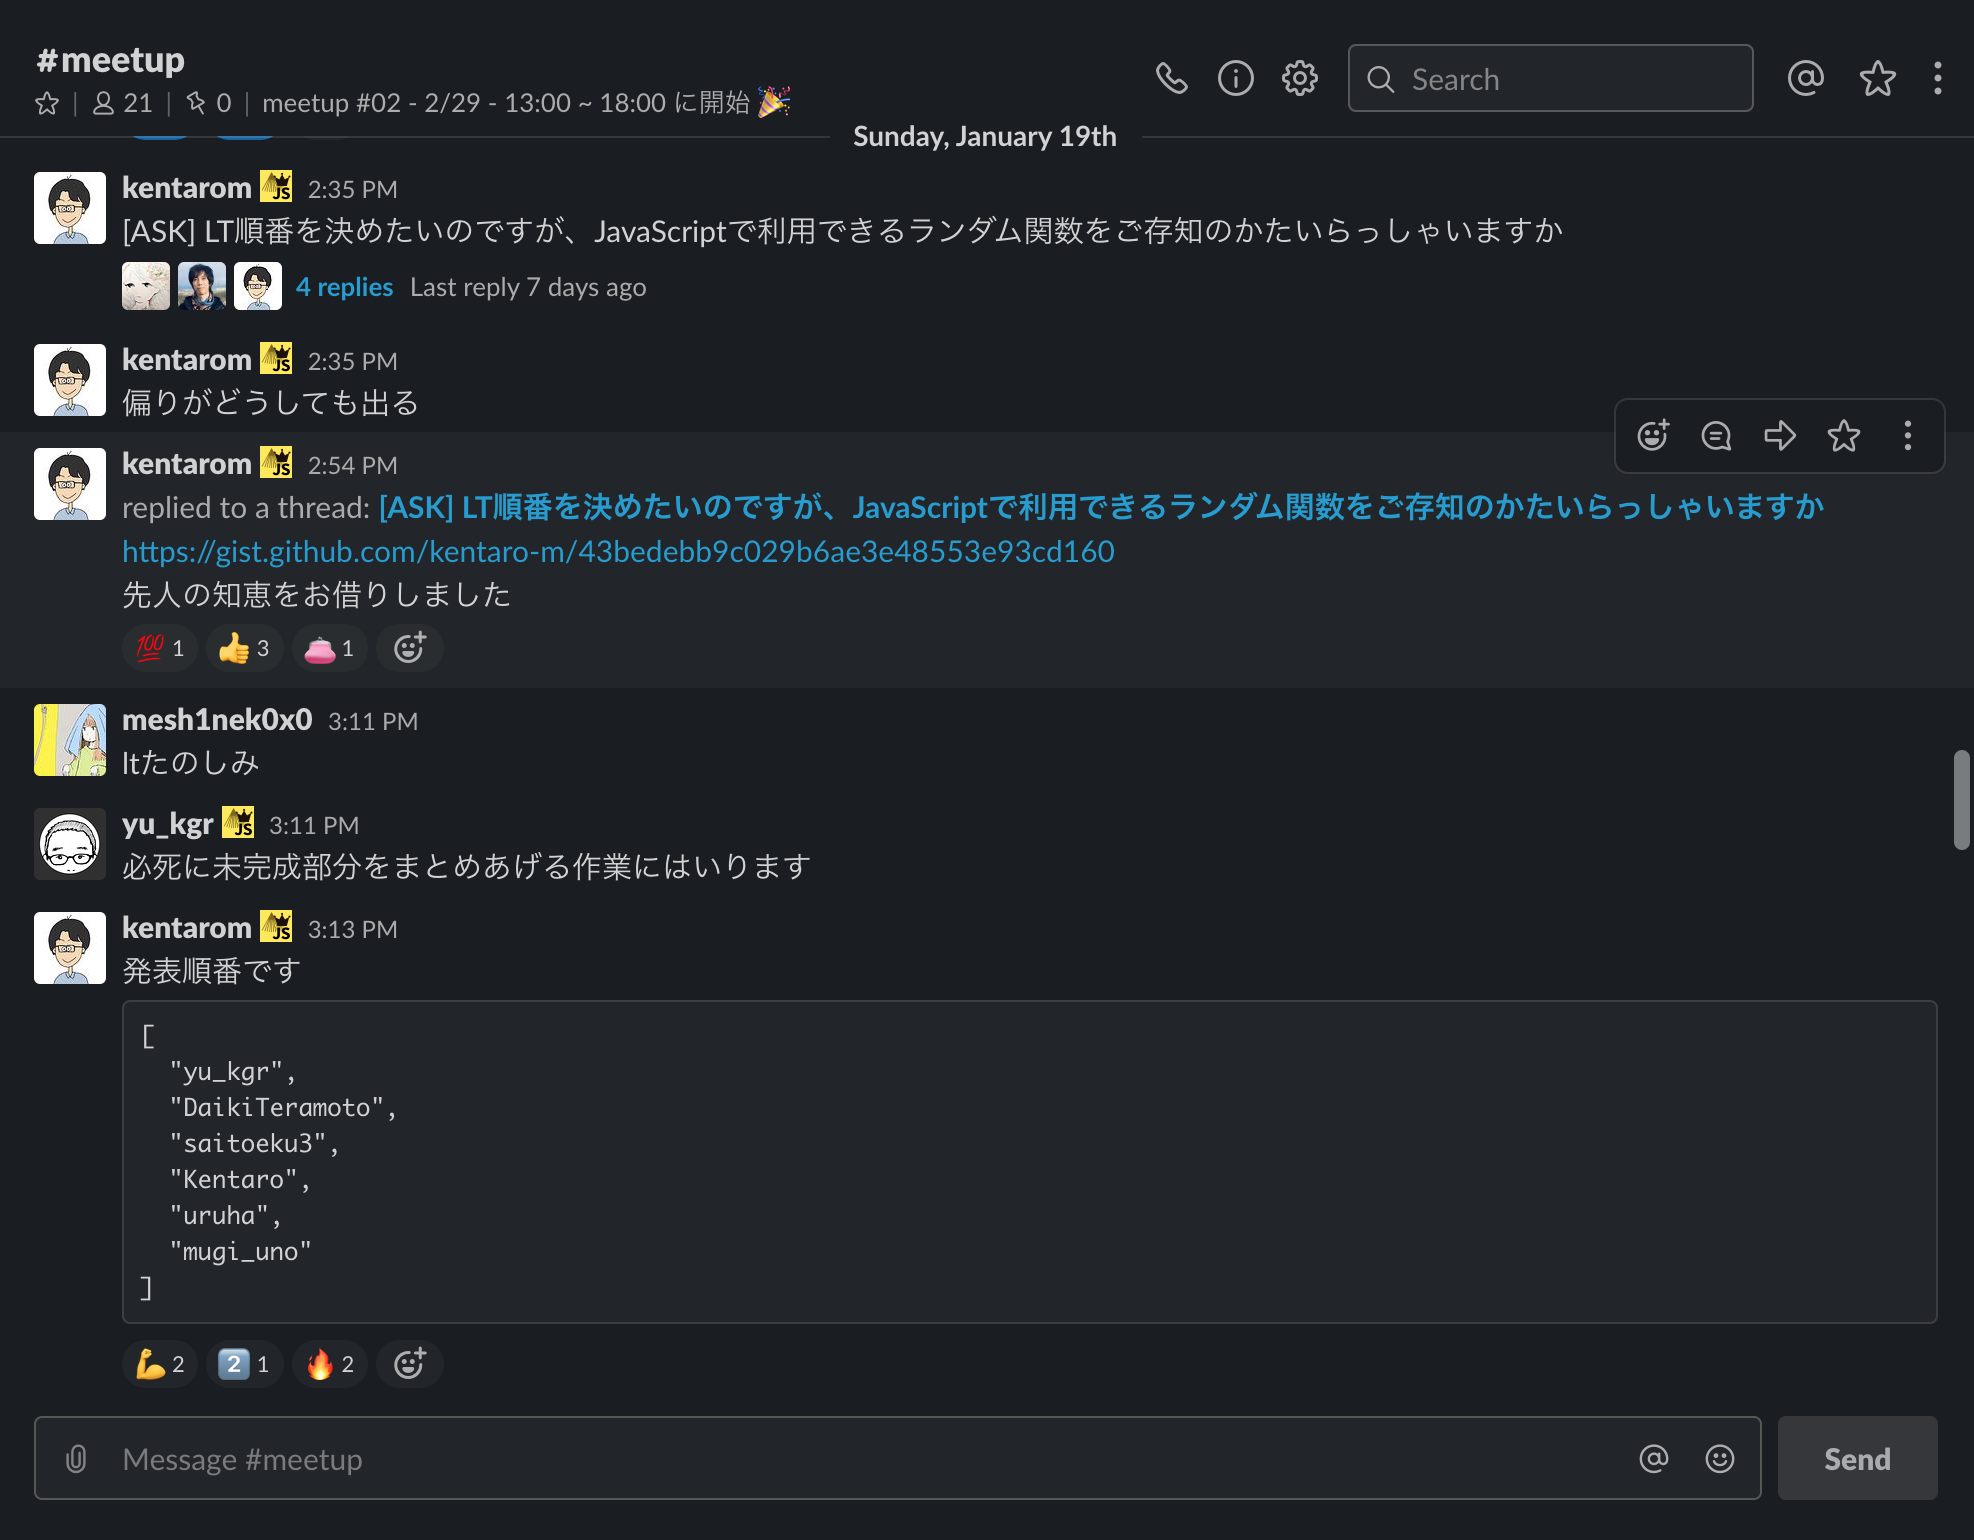 #meetup
21 | 0 | meetup #02 - 2/29 - 13:00 ~ 18:00 に開始 🎉
Search
Sunday, January 19th
kentarom JS 2:35 PM
[ASK] LT順番を決めたいのですが、JavaScriptで利用できるランダム関数をご存知のかたいらっしゃいますか
4 replies Last reply 7 days ago
kentarom JS 2:35 PM
偏りがどうしても出る
kentarom JS 2:54 PM
replied to a thread: [ASK] LT順番を決めたいのですが、JavaScriptで利用できるランダム関数をご存知のかたいらっしゃいますか
https://gist.github.com/kentaro-m/43bedebb9c029b6ae3e48553e93cd160
先人の知恵をお借りしました
💯 1 👍 3 👛 1
mesh1nek0x0 3:11 PM
ltたのしみ
yu_kgr JS 3:11 PM
必死に未完成部分をまとめあげる作業にはいります
kentarom JS 3:13 PM
発表順番です
[
"yu_kgr",
"DaikiTeramoto",
"saitoeku3",
"Kentaro",
"uruha",
"mugi_uno"
]
💪 2 2️⃣ 1 🔥 2
Message #meetup
Send